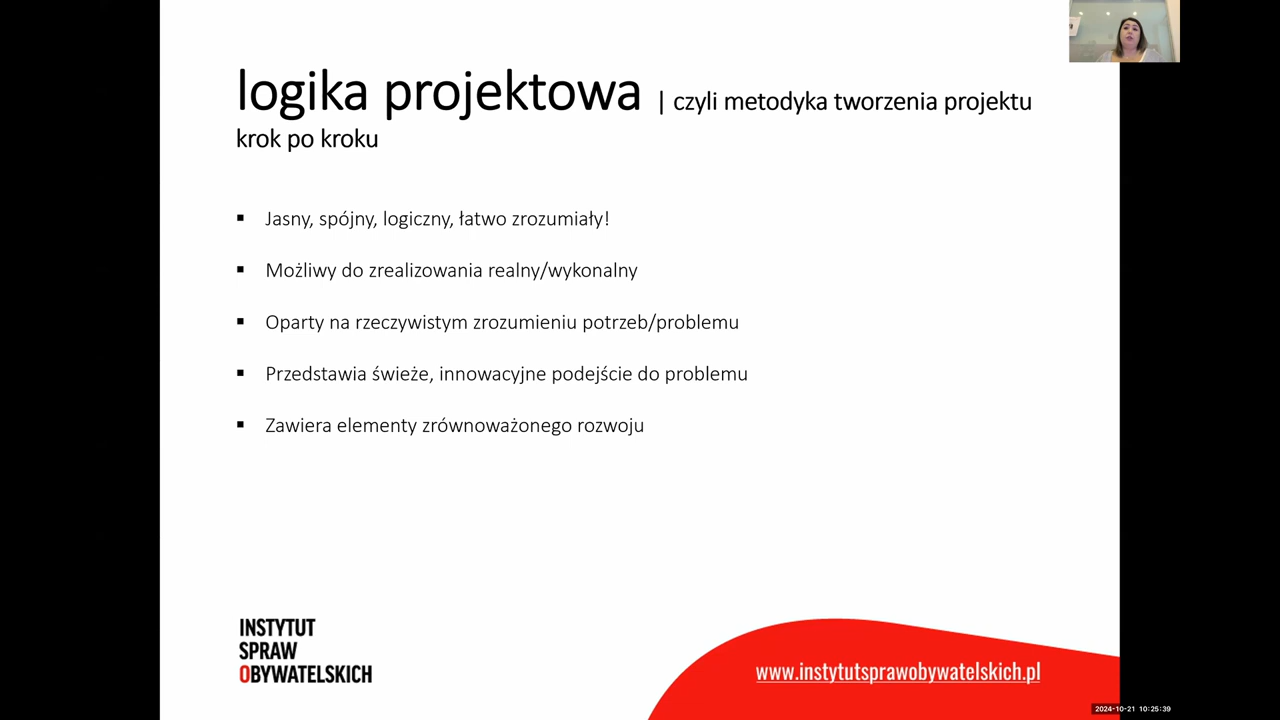 logika projektowa | czyli metodyka tworzenia projektu
krok po kroku
▪ Jasny, spójny, logiczny, łatwo zrozumiały!
▪ Możliwy do zrealizowania realny/wykonalny
▪ Oparty na rzeczywistym zrozumieniu potrzeb/problemu
▪ Przedstawia świeże, innowacyjne podejście do problemu
▪ Zawiera elementy zrównoważonego rozwoju
INSTYTUT
SPRAW
OBYWATELSKICH
www.instytutsprawobywatelskich.pl
2024-10-21 10:25:39